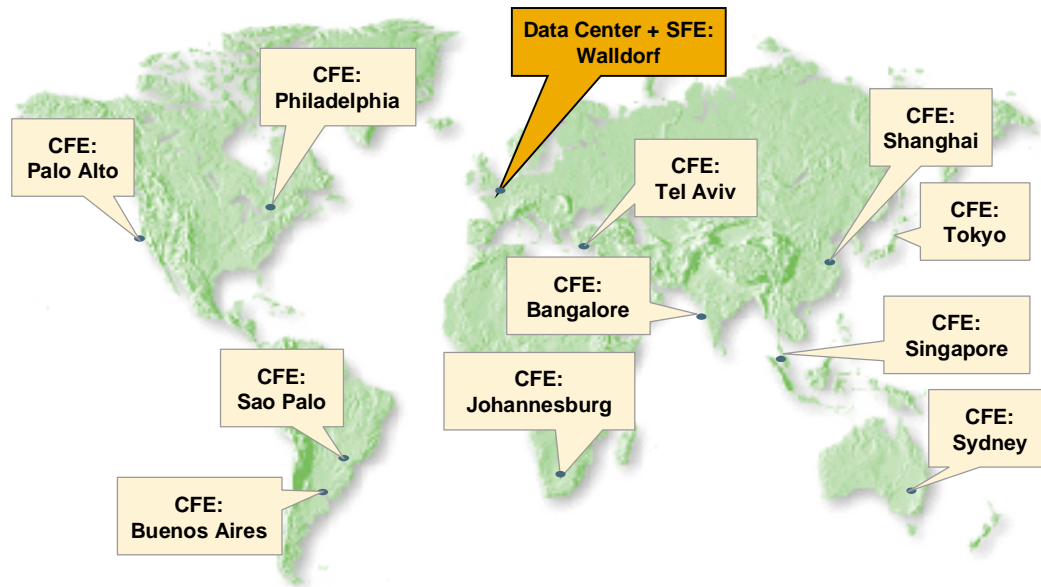 Data Center + SFE:
Walldorf
CFE:
Philadelphia
CFE:
Palo Alto
CFE:
Shanghai
CFE:
Tel Aviv
CFE:
Tokyo
CFE:
Bangalore
CFE:
Singapore
CFE:
Sao Palo
CFE:
Johannesburg
CFE:
Sydney
CFE:
Buenos Aires